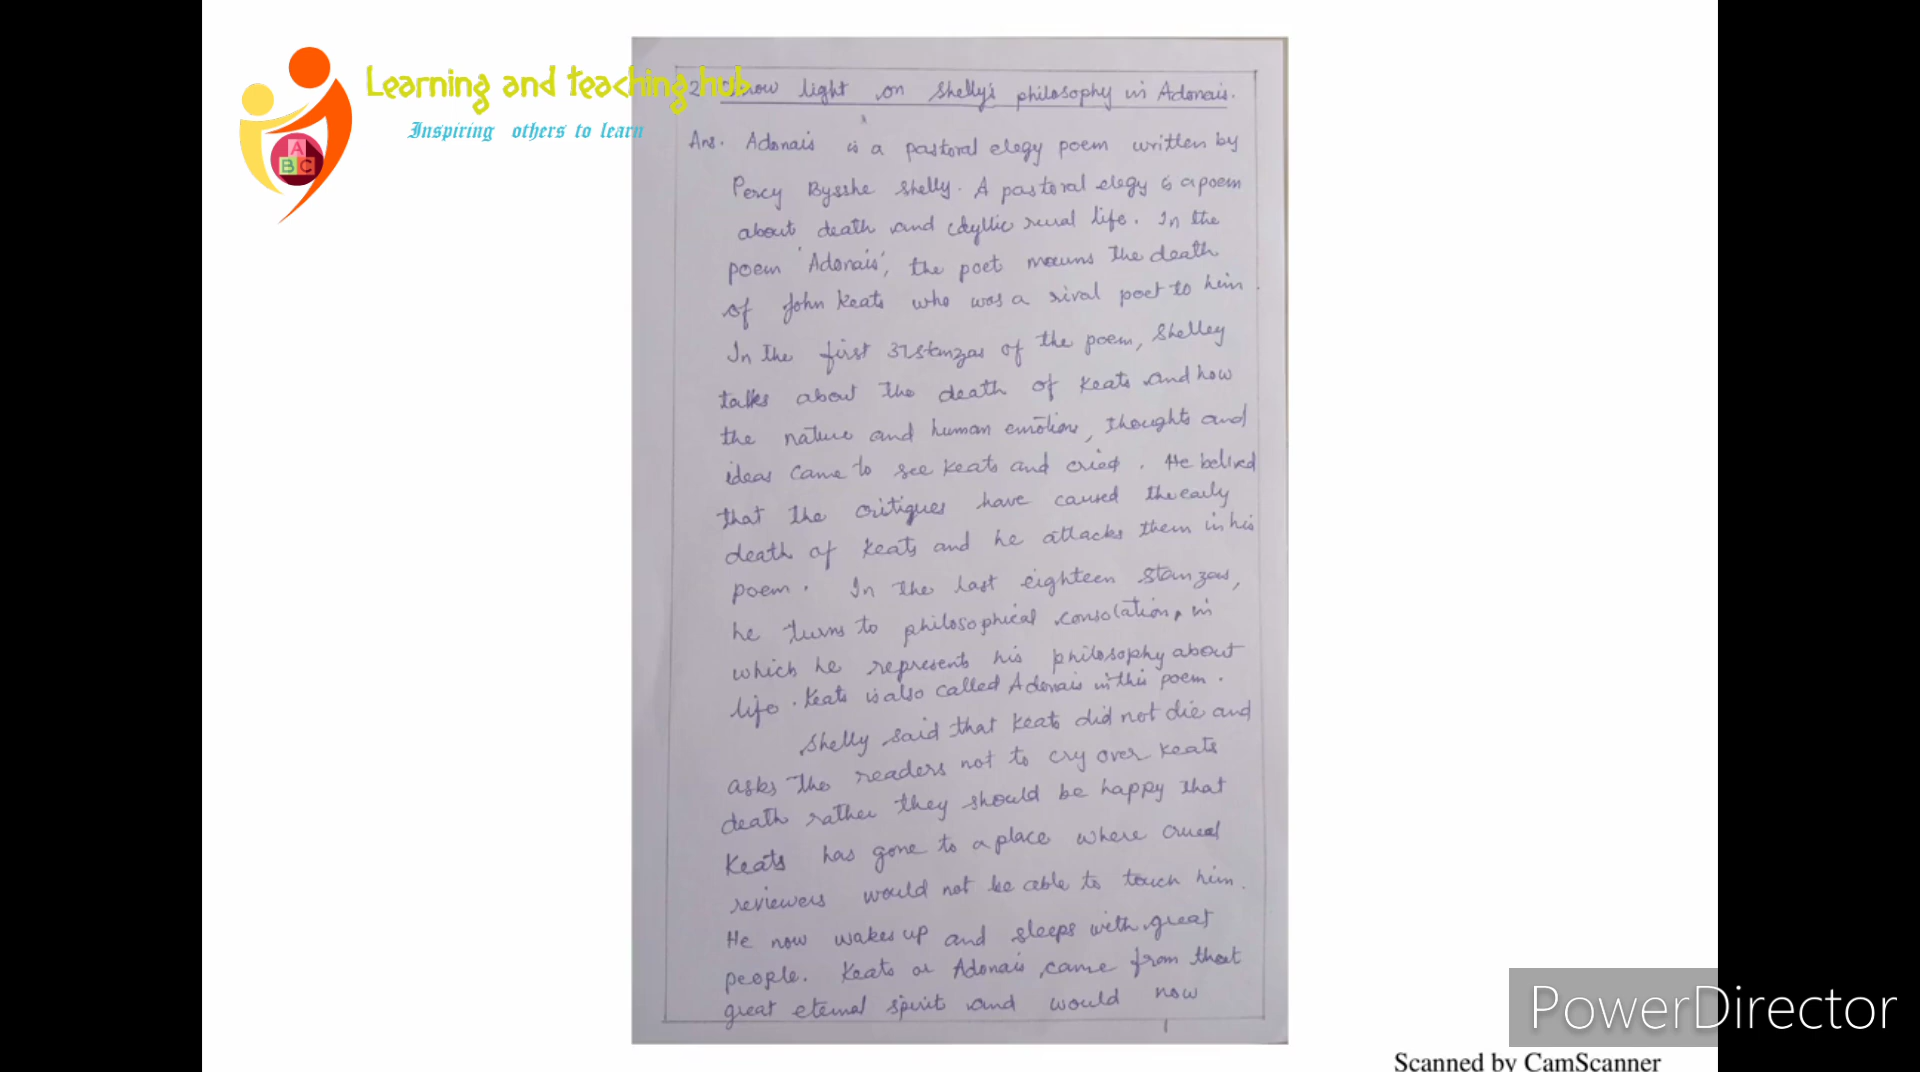 Learning and teaching hub
Inspiring others to learn
2. Throw light on Shelly's philosophy in Adonais.
Ans. Adonais is a pastoral elegy poem written by
Percy Bysshe Shelly. A pastoral elegy is a poem
about death and idyllic rural life. In the
poem 'Adonais', the poet mourns the death
of John Keats who was a rival poet to him.
In the first 37 stanzas of the poem, Shelley
talks about the death of Keats and how
the nature and human emotions, thoughts and
ideas came to see Keats and cried. He belived
that the critiques have caused the early
death of Keats and he attacks them in his
poem. In the last eighteen stanzas,
he turns to philosophical consolation, in
which he represents his philosophy about
life. Keats is also called Adonais in this poem.
Shelly said that Keats did not die and
asks the readers not to cry over Keats
death rather they should be happy that
Keats has gone to a place where crueal
reviewers would not be able to touch him.
He now wakes up and sleeps with great
people. Keats or Adonais came from that
great eternal spirit and would now
1
PowerDirector
Scanned by CamScanner